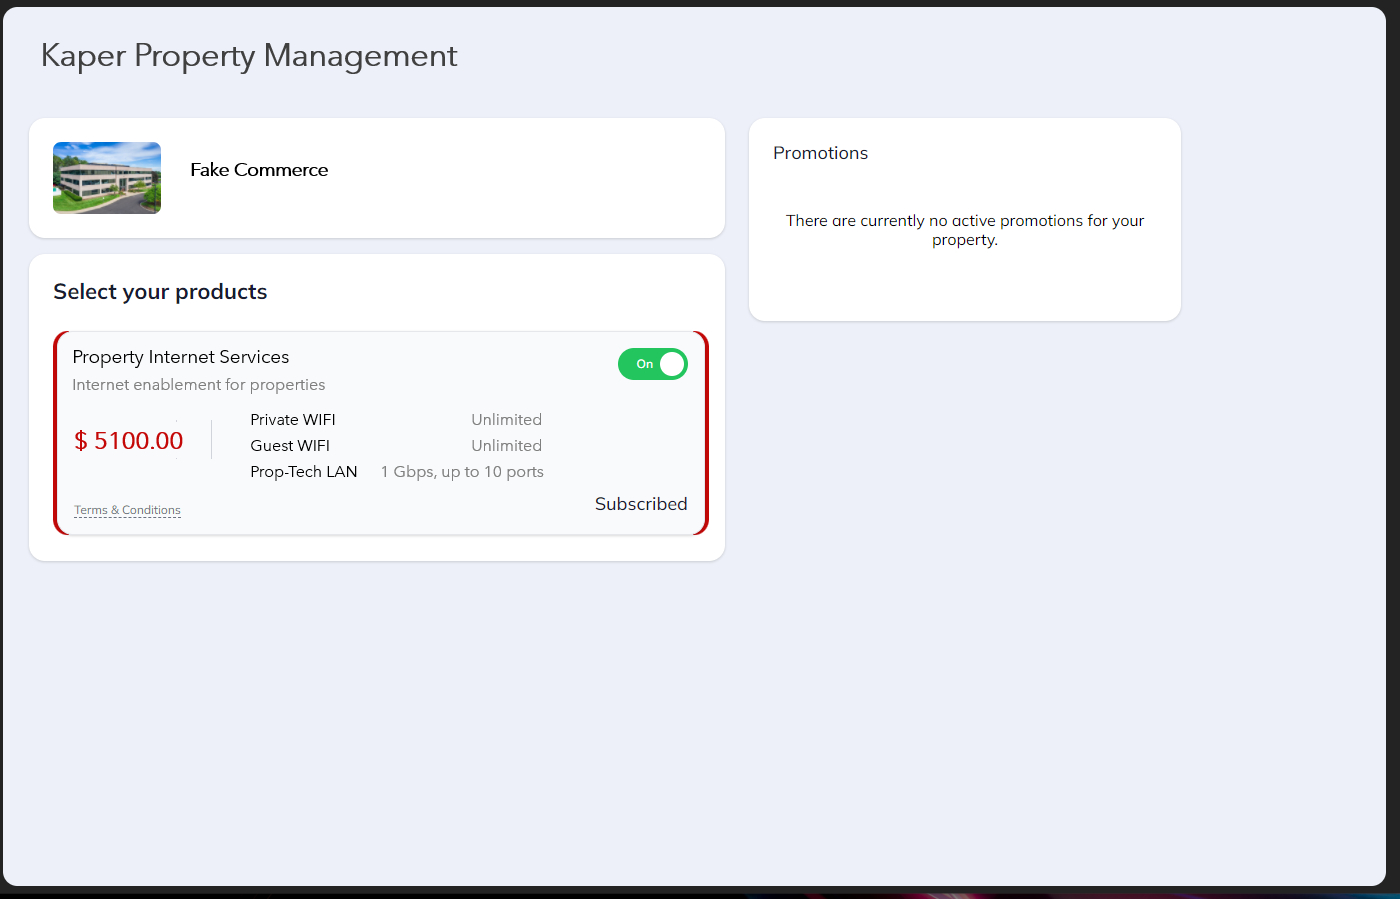 Kaper Property Management
Fake Commerce
Select your products
Property Internet Services
On
Internet enablement for properties
$ 5100.00
Private WIFI Unlimited
Guest WIFI Unlimited
Prop-Tech LAN 1 Gbps, up to 10 ports
Subscribed
Terms & Conditions
Promotions
There are currently no active promotions for your
property.